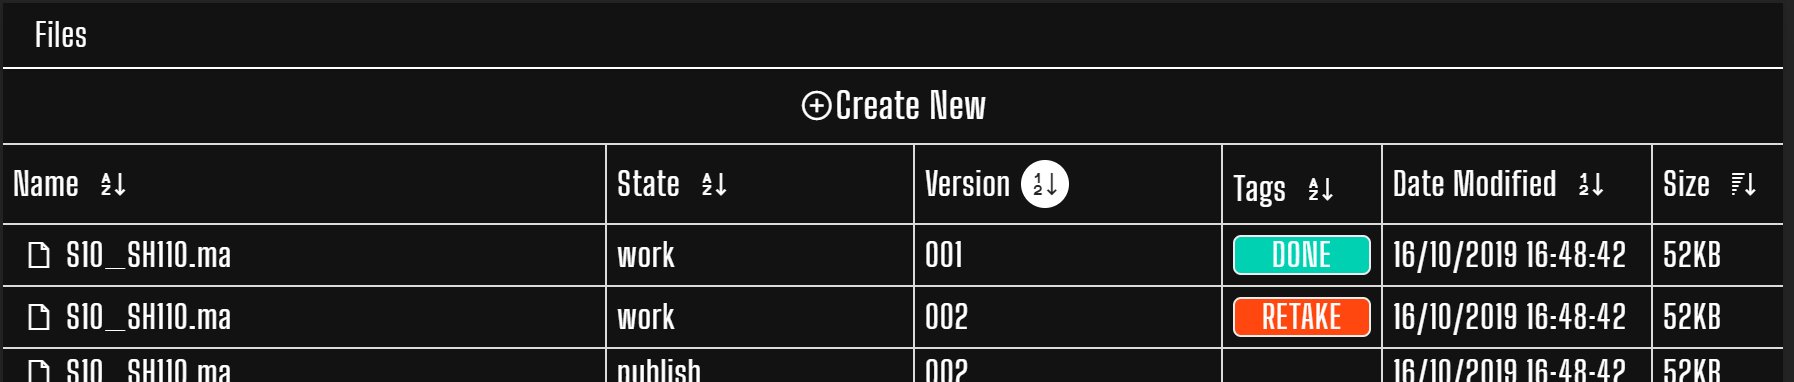 Files
Create New
Name State Version Tags Date Modified Size
S10_SH110.ma work 001 DONE 16/10/2019 16:48:42 52KB
S10_SH110.ma work 002 RETAKE 16/10/2019 16:48:42 52KB
S10_SH110.ma publish 002 16/10/2019 16:48:42 52KB